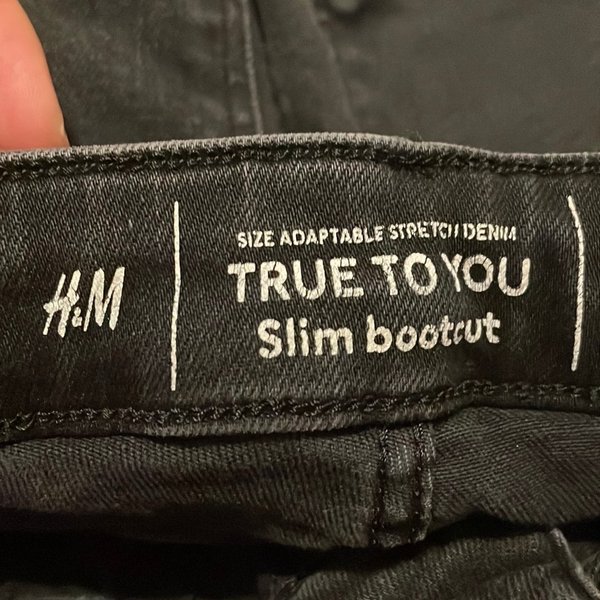 H&M
SIZE ADAPTABLE STRETCH DENIM
TRUE TO YOU
Slim bootcut